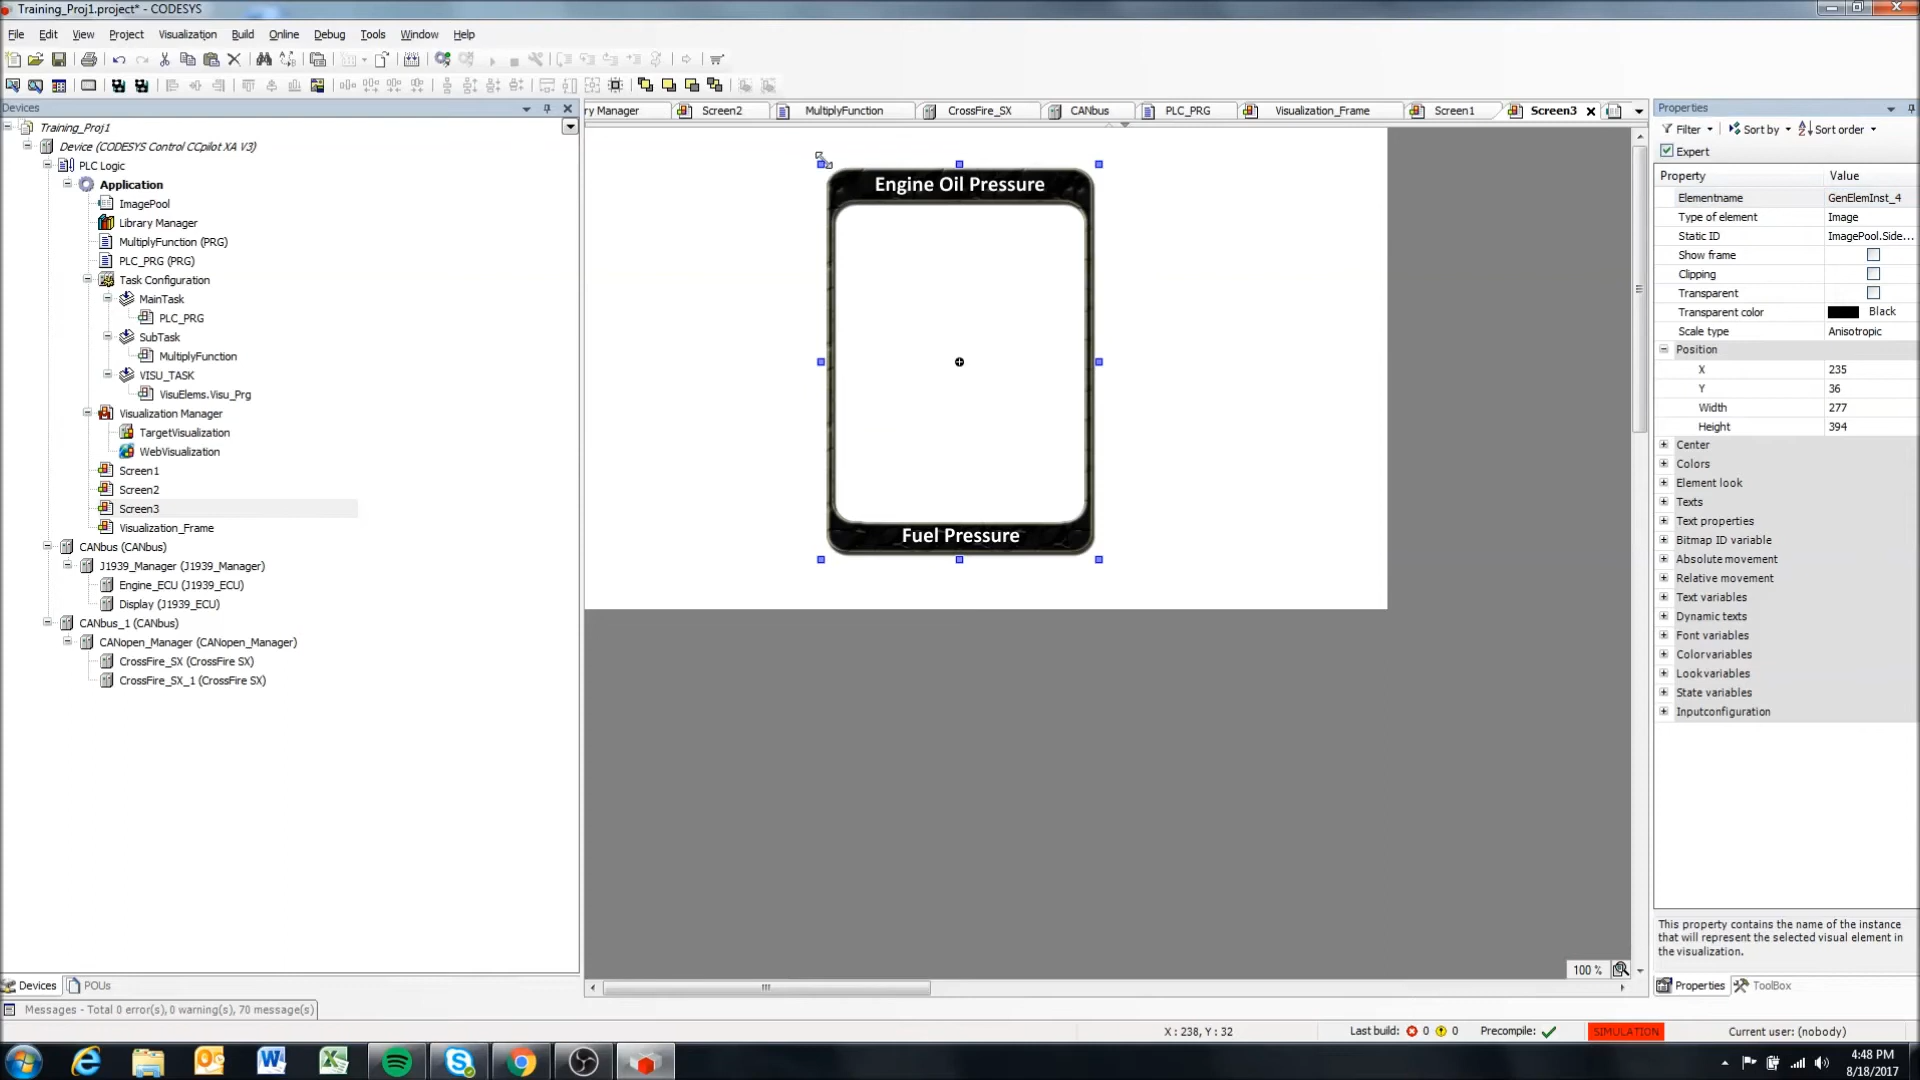 Training_Proj1.project* - CODESYS
File Edit View Project Visualization Build Online Debug Tools Window Help
Devices
ry Manager Screen2 MultiplyFunction CrossFire_SX CANbus PLC_PRG Visualization_Frame Screen1 Screen3
Training_Proj1
Device (CODESYS Control CCpilot XA V3)
PLC Logic
Application
ImagePool
Library Manager
MultiplyFunction (PRG)
PLC_PRG (PRG)
Task Configuration
MainTask
PLC_PRG
SubTask
MultiplyFunction
VISU_TASK
VisuElems.Visu_Prg
Visualization Manager
TargetVisualization
WebVisualization
Screen1
Screen2
Screen3
Visualization_Frame
CANbus (CANbus)
J1939_Manager (J1939_Manager)
Engine_ECU (J1939_ECU)
Display (J1939_ECU)
CANbus_1 (CANbus)
CANopen_Manager (CANopen_Manager)
CrossFire_SX (CrossFire SX)
CrossFire_SX_1 (CrossFire SX)
Devices POUs
Engine Oil Pressure
Fuel Pressure
100 %
Properties
Filter Sort by Sort order
Expert
Property Value
Elementname GenElemInst_4
Type of element Image
Static ID ImagePool.Side...
Show frame
Clipping
Transparent
Transparent color Black
Scale type Anisotropic
Position
X 235
Y 36
Width 277
Height 394
Center
Colors
Element look
Texts
Text properties
Bitmap ID variable
Absolute movement
Relative movement
Text variables
Dynamic texts
Font variables
Colorvariables
Lookvariables
State variables
Inputconfiguration
This property contains the name of the instance
that will represent the selected visual element in
the visualization.
Properties ToolBox
Messages - Total 0 error(s), 0 warning(s), 70 message(s)
X : 238, Y : 32 Last build: 0 0 Precompile: SIMULATION Current user: (nobody)
4:48 PM
8/18/2017